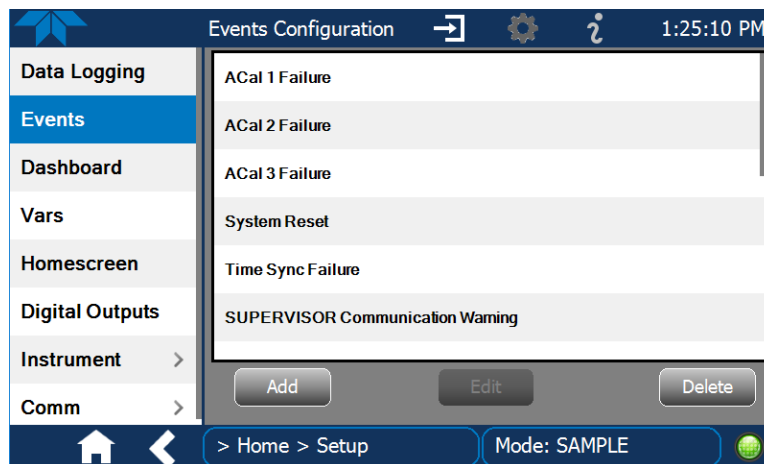 Events Configuration
1:25:10 PM
Data Logging
Events
Dashboard
Vars
Homescreen
Digital Outputs
Instrument >
Comm >
ACal 1 Failure
ACal 2 Failure
ACal 3 Failure
System Reset
Time Sync Failure
SUPERVISOR Communication Warning
Add
Edit
Delete
> Home > Setup
Mode: SAMPLE